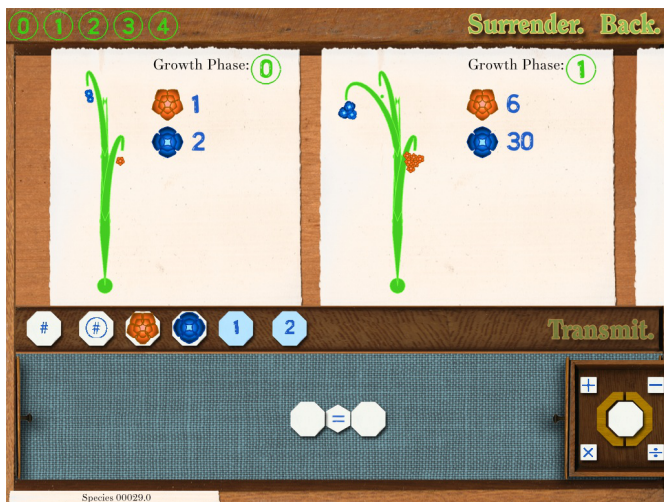 0 1 2 3 4 Surrender. Back.
Growth Phase: 0
1
2
Growth Phase: 1
6
30
# # 1 2 Transmit.
+ −
=
× ÷
Species 00029.0